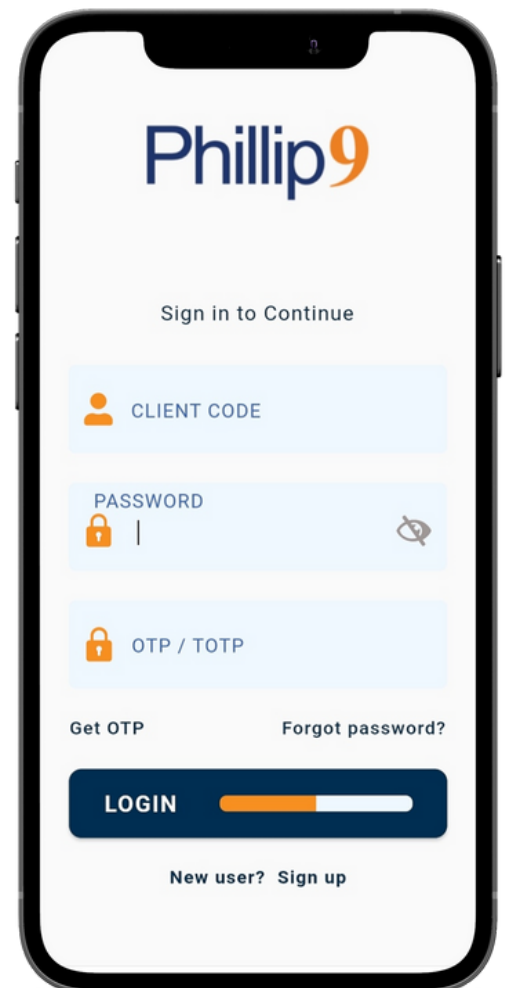 Phillip9
Sign in to Continue
CLIENT CODE
PASSWORD
OTP / TOTP
Get OTP Forgot password?
LOGIN
New user? Sign up